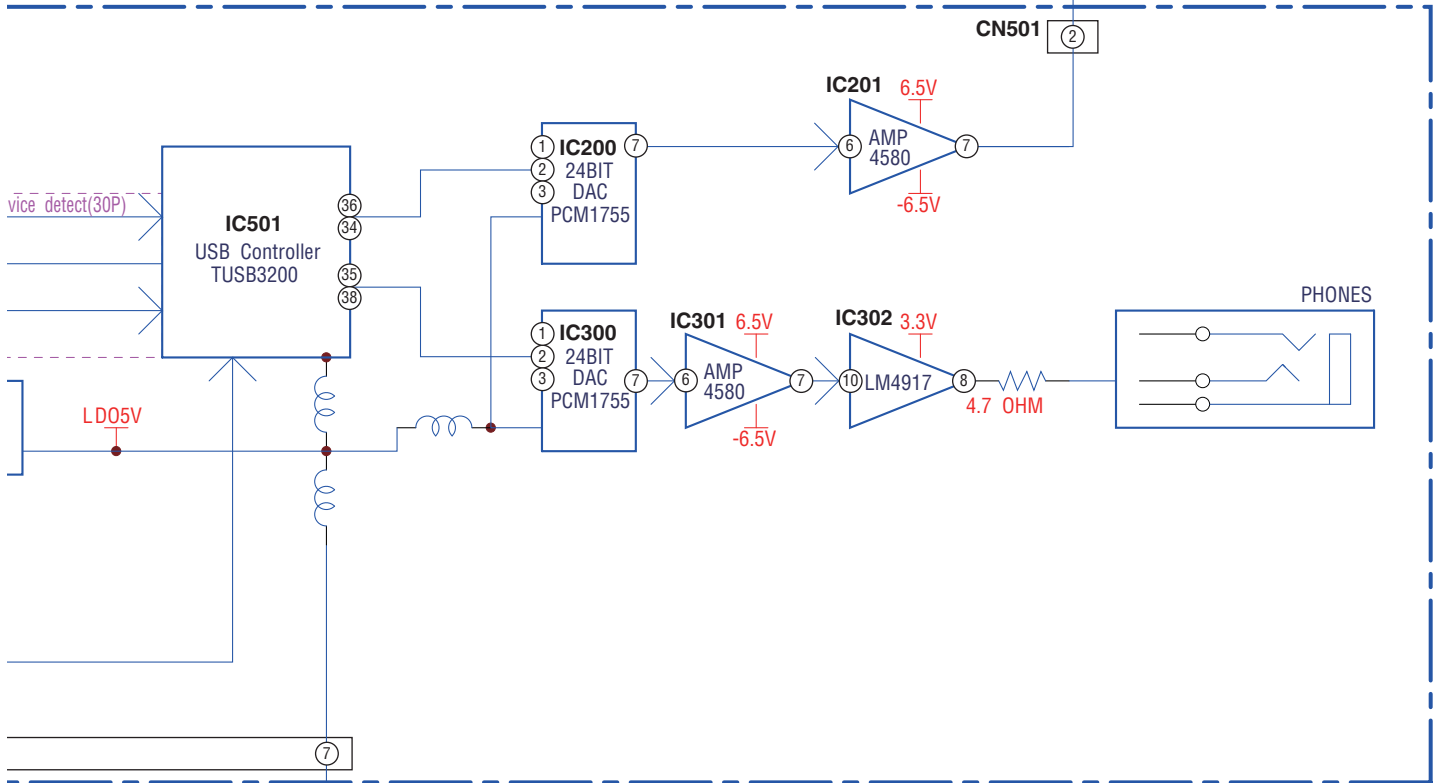 CN501
2
IC201
6.5V
6
AMP
4580
7
-6.5V
1
2
3
IC200
24BIT
DAC
PCM1755
7
vice detect(30P)
IC501
USB Controller
TUSB3200
36
34
35
38
1
2
3
IC300
24BIT
DAC
PCM1755
7
IC301
6.5V
6
AMP
4580
7
-6.5V
IC302
3.3V
10
LM4917
8
4.7 OHM
PHONES
LDO5V
7